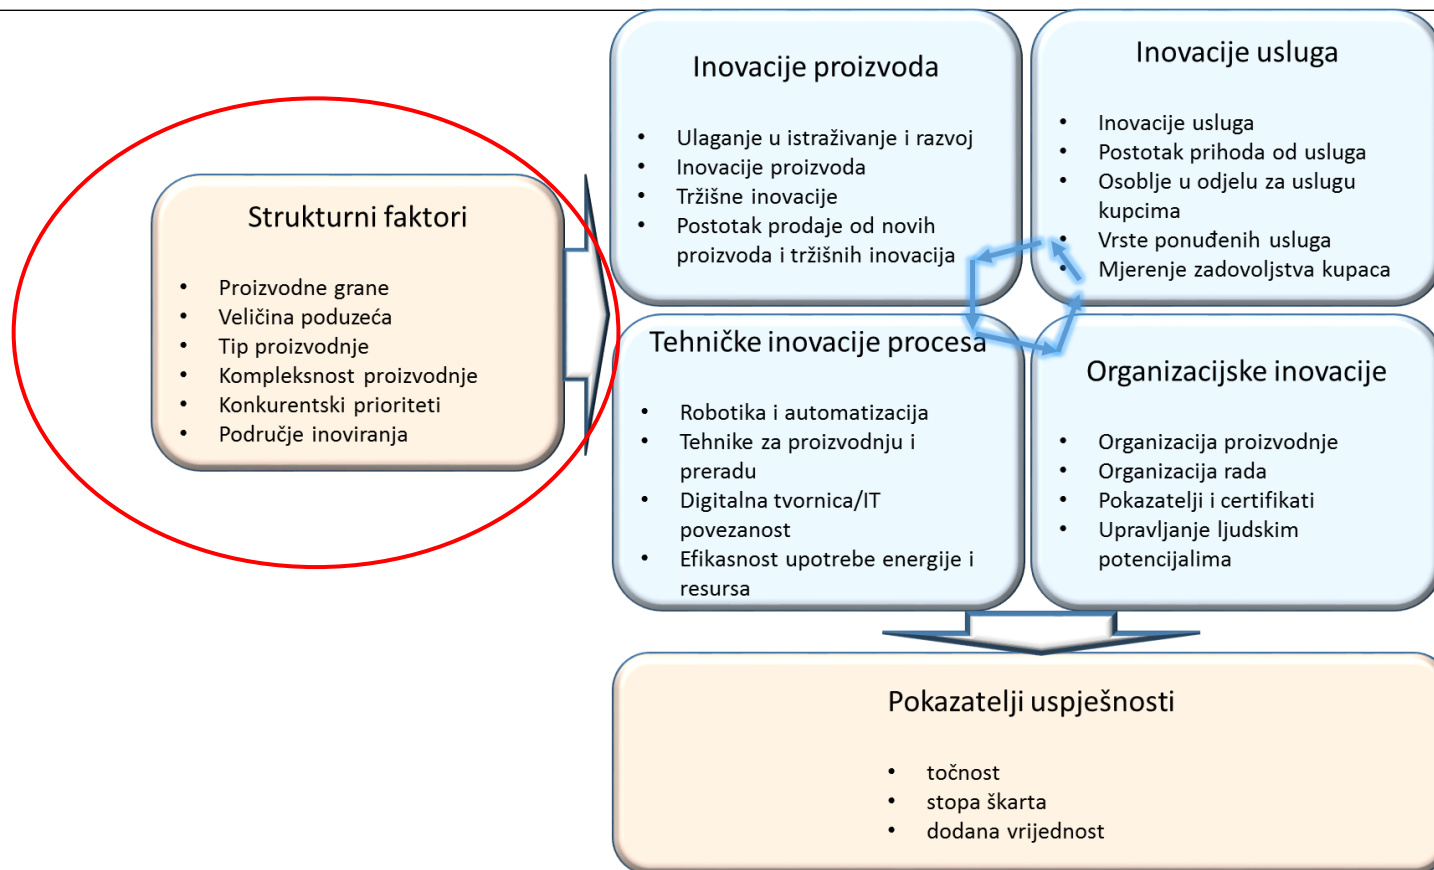 Strukturni faktori
• Proizvodne grane
• Veličina poduzeća
• Tip proizvodnje
• Kompleksnost proizvodnje
• Konkurentski prioriteti
• Područje inoviranja
Inovacije proizvoda
• Ulaganje u istraživanje i razvoj
• Inovacije proizvoda
• Tržišne inovacije
• Postotak prodaje od novih
proizvoda i tržišnih inovacija
Inovacije usluga
• Inovacije usluga
• Postotak prihoda od usluga
• Osoblje u odjelu za uslugu
kupcima
• Vrste ponuđenih usluga
• Mjerenje zadovoljstva kupaca
Tehničke inovacije procesa
• Robotika i automatizacija
• Tehnike za proizvodnju i
preradu
• Digitalna tvornica/IT
povezanost
• Efikasnost upotrebe energije i
resursa
Organizacijske inovacije
• Organizacija proizvodnje
• Organizacija rada
• Pokazatelji i certifikati
• Upravljanje ljudskim
potencijalima
Pokazatelji uspješnosti
• točnost
• stopa škarta
• dodana vrijednost